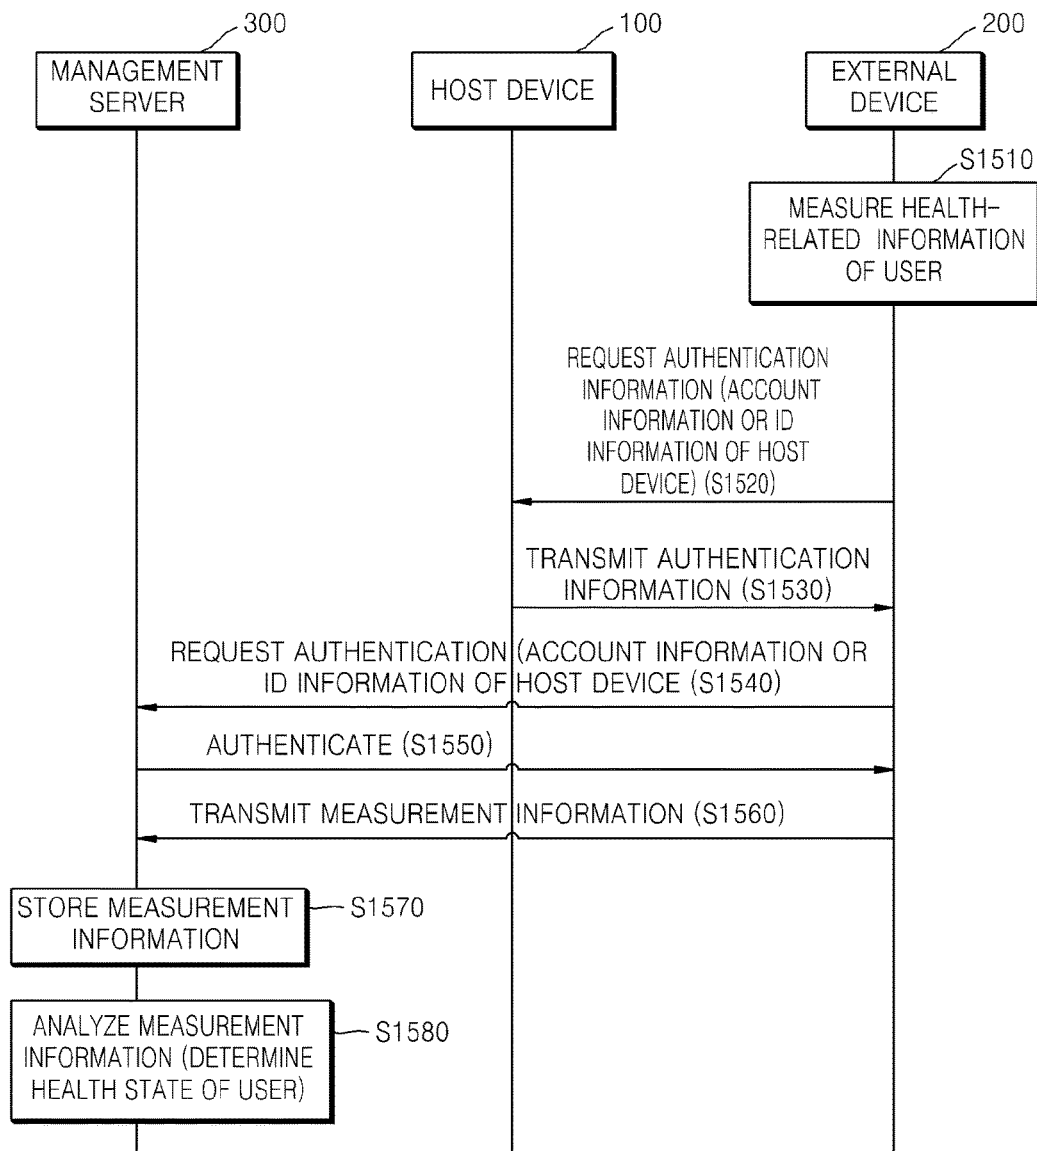 300
100
200
MANAGEMENT
SERVER
HOST DEVICE
EXTERNAL
DEVICE
S1510
MEASURE HEALTH-
RELATED INFORMATION
OF USER
REQUEST AUTHENTICATION
INFORMATION (ACCOUNT
INFORMATION OR ID
INFORMATION OF HOST
DEVICE) (S1520)
TRANSMIT AUTHENTICATION
INFORMATION (S1530)
REQUEST AUTHENTICATION (ACCOUNT INFORMATION OR
ID INFORMATION OF HOST DEVICE (S1540)
AUTHENTICATE (S1550)
TRANSMIT MEASUREMENT INFORMATION (S1560)
STORE MEASUREMENT
INFORMATION
S1570
ANALYZE MEASUREMENT
INFORMATION (DETERMINE
HEALTH STATE OF USER)
S1580